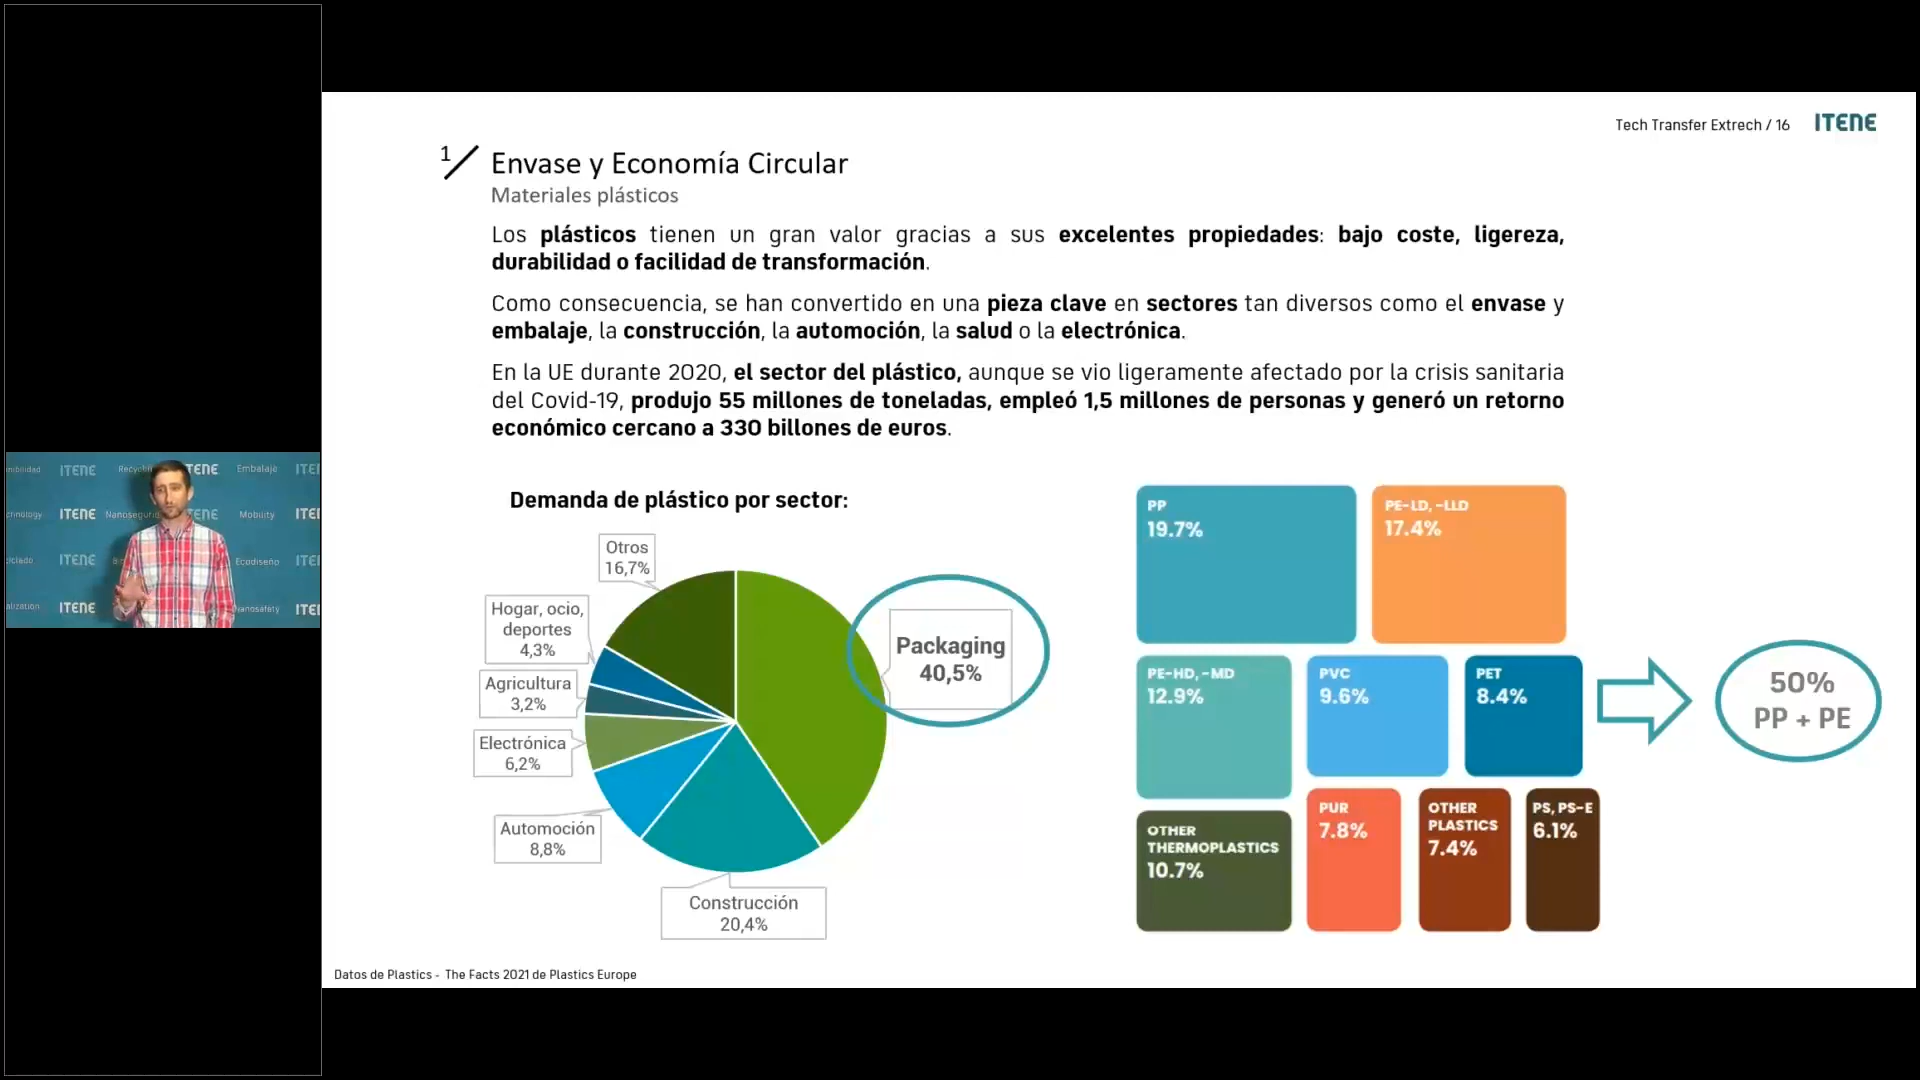 Tech Transfer Extrech / 16 ITENE
1/ Envase y Economía Circular
Materiales plásticos
Los plásticos tienen un gran valor gracias a sus excelentes propiedades: bajo coste, ligereza,
durabilidad o facilidad de transformación.
Como consecuencia, se han convertido en una pieza clave en sectores tan diversos como el envase y
embalaje, la construcción, la automoción, la salud o la electrónica.
En la UE durante 2020, el sector del plástico, aunque se vio ligeramente afectado por la crisis sanitaria
del Covid-19, produjo 55 millones de toneladas, empleó 1,5 millones de personas y generó un retorno
económico cercano a 330 billones de euros.
Demanda de plástico por sector:
Otros
16,7%
Hogar, ocio,
deportes
4,3%
Agricultura
3,2%
Electrónica
6,2%
Automoción
8,8%
Construcción
20,4%
Packaging
40,5%
PP
19.7%
PE-LD, -LLD
17.4%
PE-HD, -MD
12.9%
PVC
9.6%
PET
8.4%
OTHER
THERMOPLASTICS
10.7%
PUR
7.8%
OTHER
PLASTICS
7.4%
PS, PS-E
6.1%
50%
PP + PE
Datos de Plastics - The Facts 2021 de Plastics Europe
ITENE TENE Embalaje
ITENE Mobility
ITENE Ecodiseño
ITENE